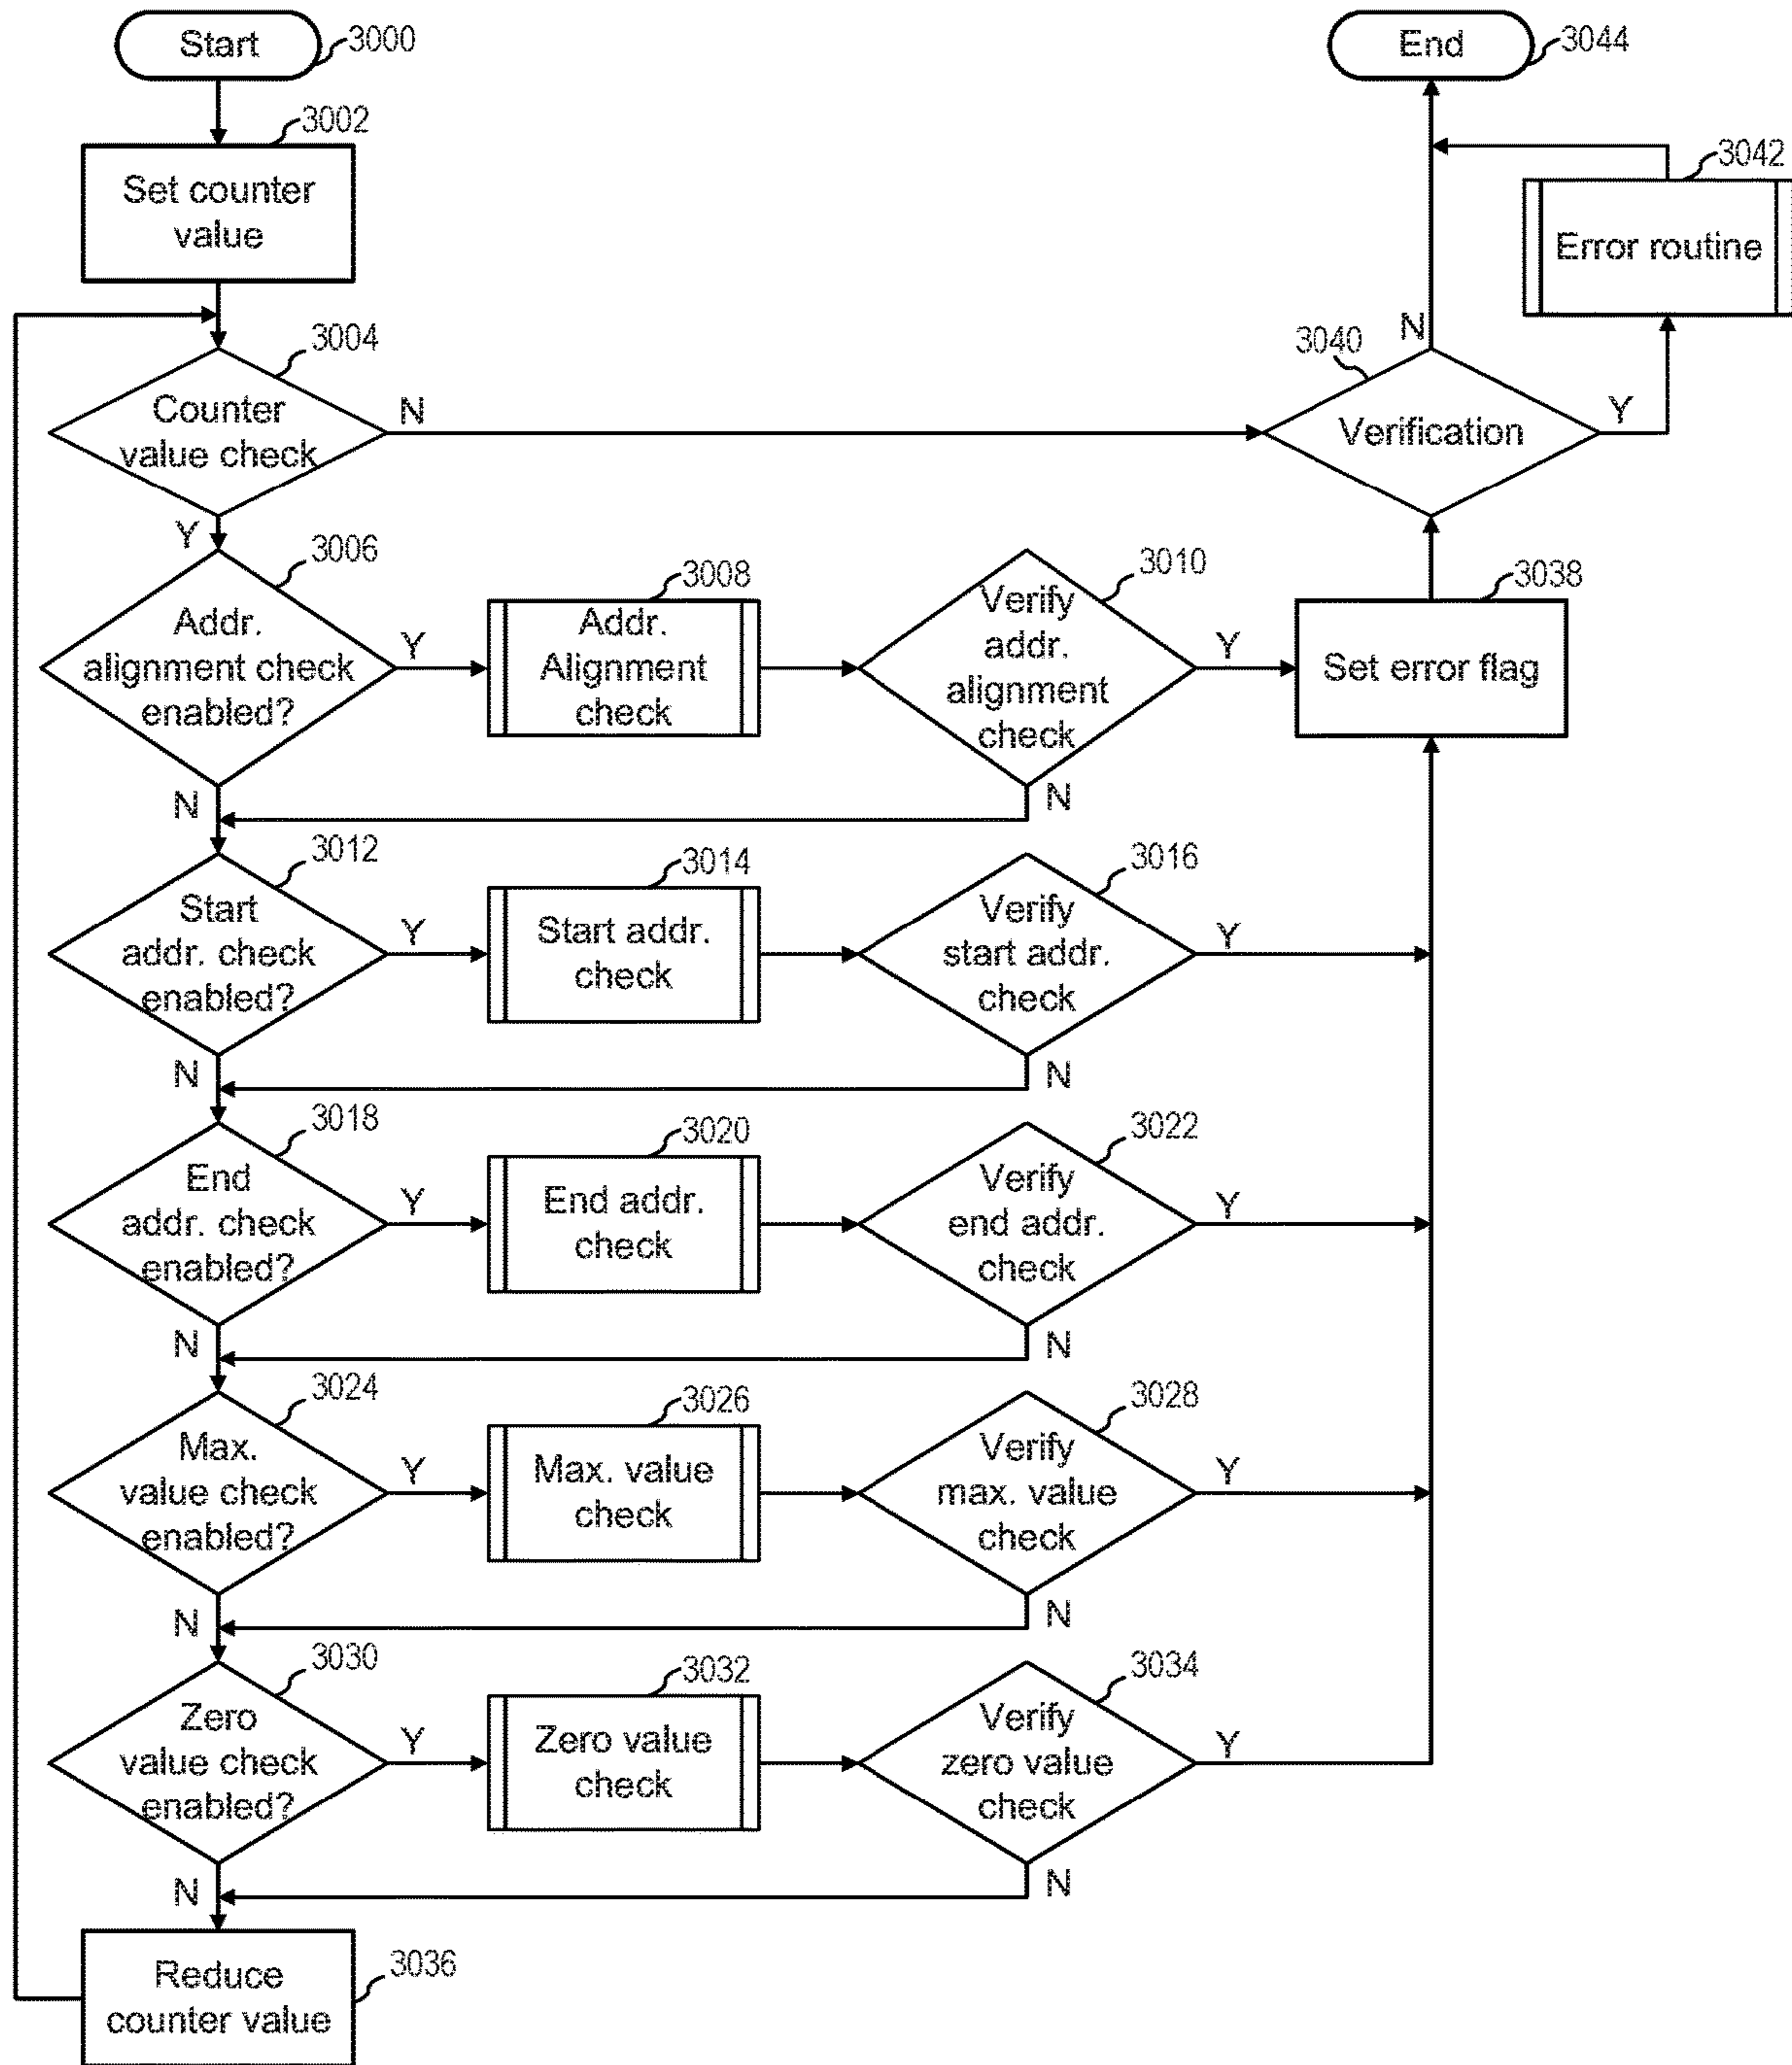 Start
3000
End
3044
3002
Set counter
value
3042
Error routine
3004
Counter
value check
N
3040
Verification
N
Y
Y
3006
Addr.
alignment check
enabled?
Y
3008
Addr.
Alignment
check
3010
Verify
addr.
alignment
check
Y
3038
Set error flag
N
N
3012
Start
addr. check
enabled?
Y
3014
Start addr.
check
3016
Verify
start addr.
check
Y
N
N
3018
End
addr. check
enabled?
Y
3020
End addr.
check
3022
Verify
end addr.
check
Y
N
N
3024
Max.
value check
enabled?
Y
3026
Max. value
check
3028
Verify
max. value
check
Y
N
N
3030
Zero
value check
enabled?
Y
3032
Zero value
check
3034
Verify
zero value
check
Y
N
N
Reduce
counter value
3036